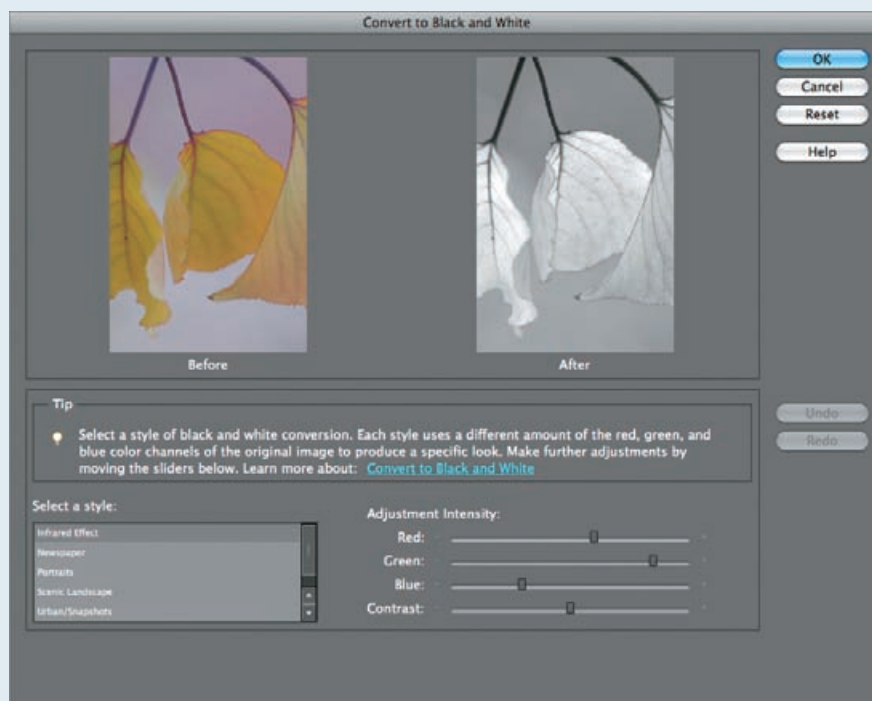 Convert to Black and White
OK
Cancel
Reset
Help
Before
After
Tip
Select a style of black and white conversion. Each style uses a different amount of the red, green, and
blue color channels of the original image to produce a specific look. Make further adjustments by
moving the sliders below. Learn more about: Convert to Black and White
Undo
Redo
Select a style:
Infrared Effect
Newspaper
Portraits
Scenic Landscape
Urban/Snapshots
Adjustment Intensity:
Red:
Green:
Blue:
Contrast: